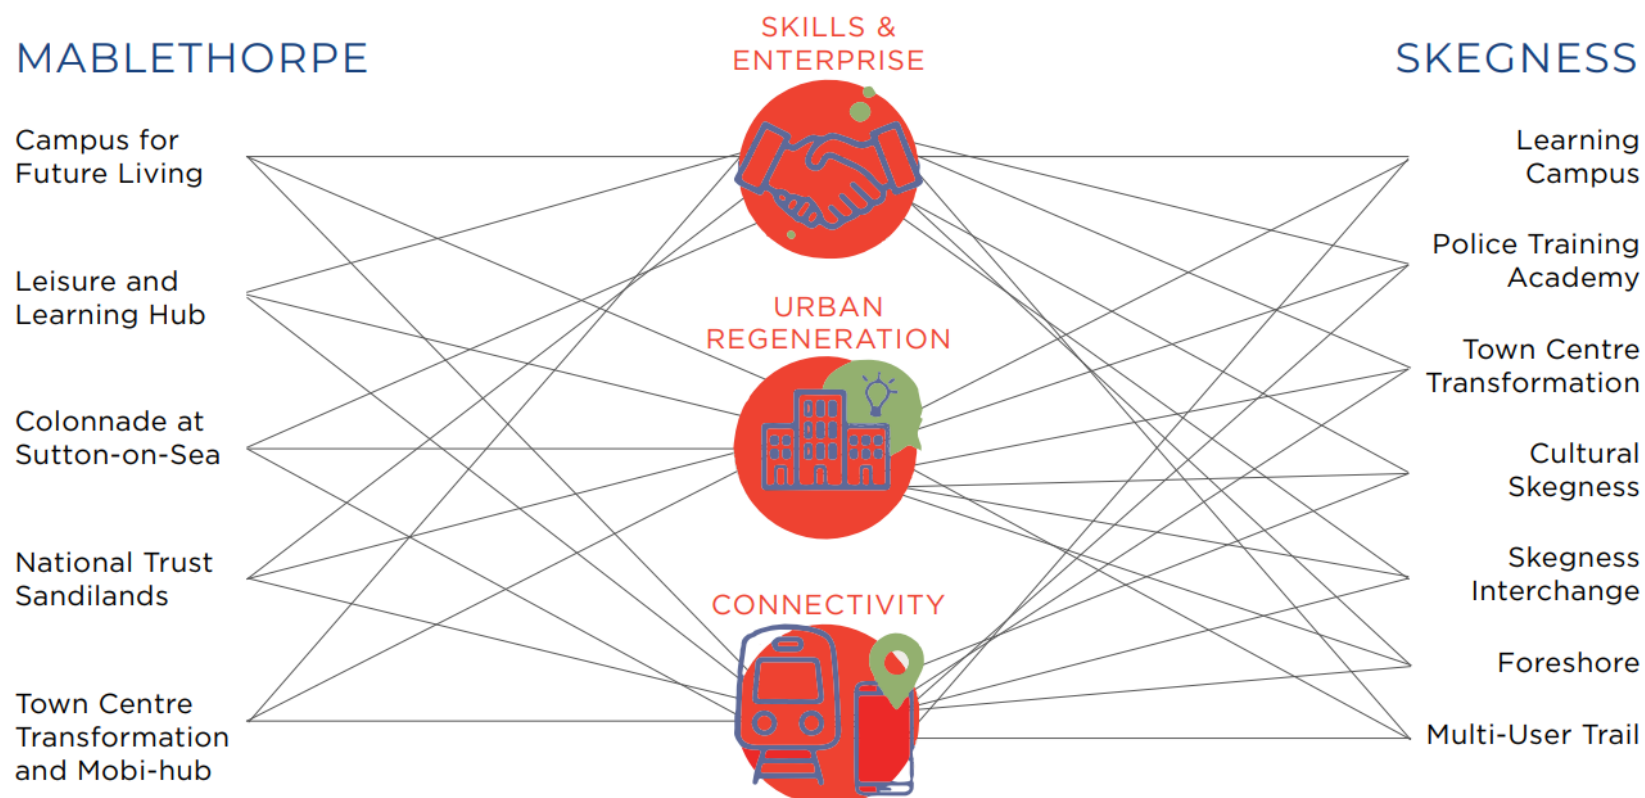 MABLETHORPE
Campus for
Future Living
Leisure and
Learning Hub
Colonnade at
Sutton-on-Sea
National Trust
Sandilands
Town Centre
Transformation
and Mobi-hub
SKILLS &
ENTERPRISE
URBAN
REGENERATION
CONNECTIVITY
SKEGNESS
Learning
Campus
Police Training
Academy
Town Centre
Transformation
Cultural
Skegness
Skegness
Interchange
Foreshore
Multi-User Trail